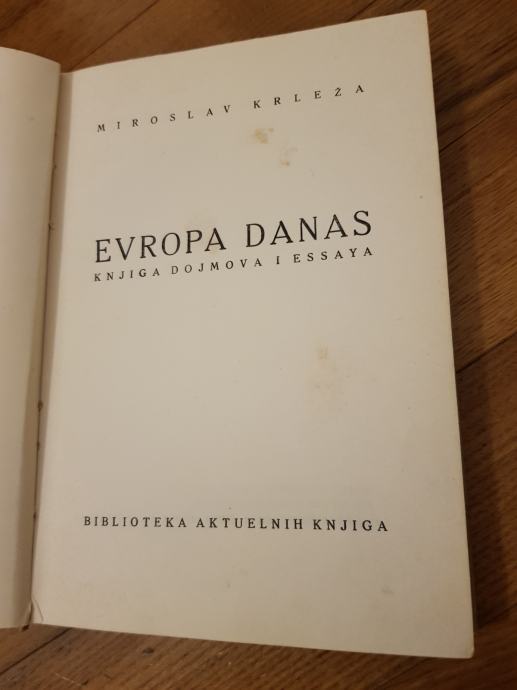 MIROSLAV KRLEŽA
EVROPA DANAS
KNJIGA DOJMOVA I ESSAYA
BIBLIOTEKA AKTUELNIH KNJIGA